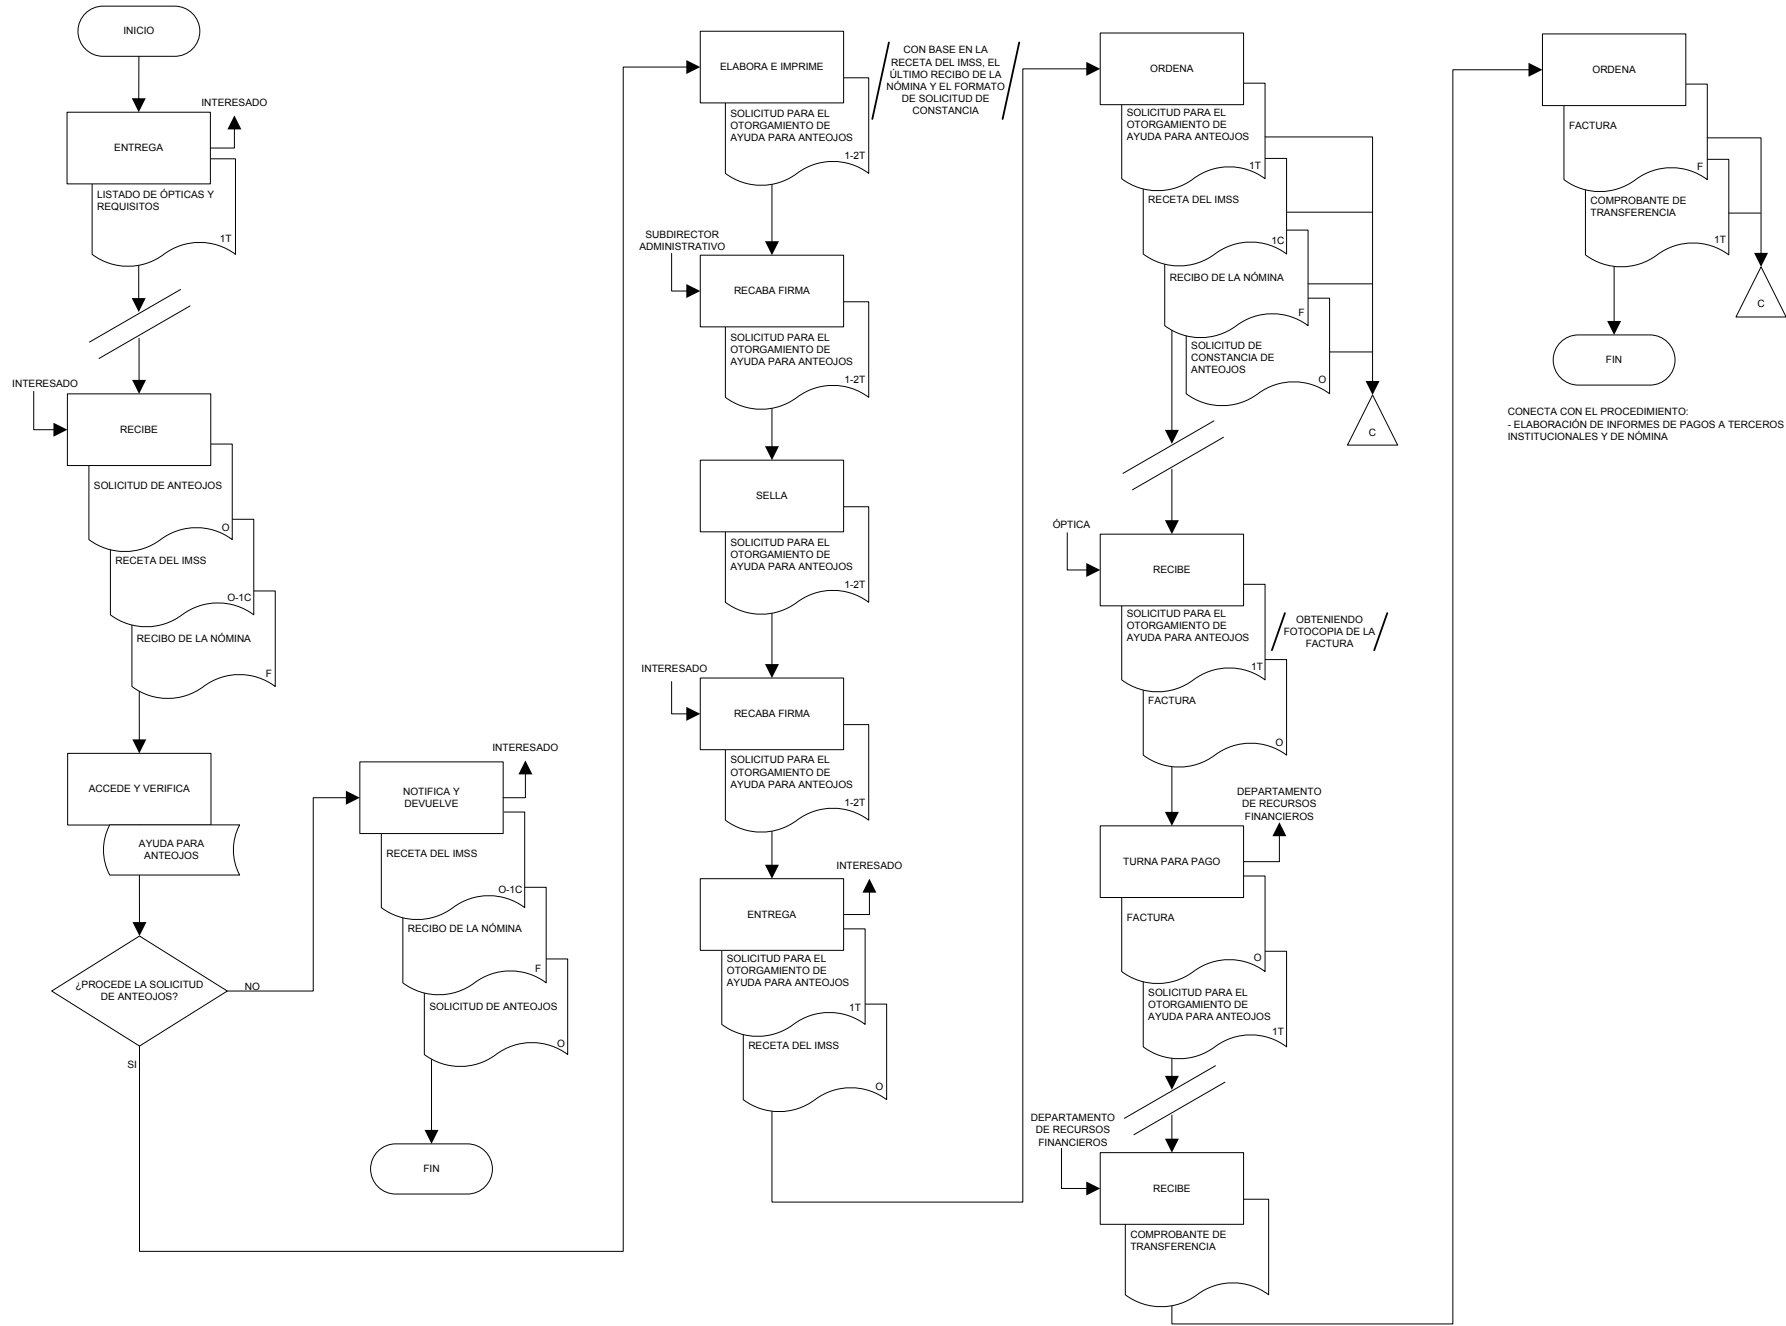 INICIO
INTERESADO
ENTREGA
LISTADO DE ÓPTICAS Y
REQUISITOS
1T
INTERESADO
RECIBE
SOLICITUD DE ANTEOJOS
O
RECETA DEL IMSS
O-1C
RECIBO DE LA NÓMINA
F
ACCEDE Y VERIFICA
AYUDA PARA
ANTEOJOS
¿PROCEDE LA SOLICITUD
DE ANTEOJOS?
NO
SI
INTERESADO
NOTIFICA Y
DEVUELVE
RECETA DEL IMSS
O-1C
RECIBO DE LA NÓMINA
F
SOLICITUD DE ANTEOJOS
O
FIN
ELABORA E IMPRIME
CON BASE EN LA
RECETA DEL IMSS, EL
ÚLTIMO RECIBO DE LA
NÓMINA Y EL FORMATO
DE SOLICITUD DE
CONSTANCIA
SOLICITUD PARA EL
OTORGAMIENTO DE
AYUDA PARA ANTEOJOS
1-2T
SUBDIRECTOR
ADMINISTRATIVO
RECABA FIRMA
SOLICITUD PARA EL
OTORGAMIENTO DE
AYUDA PARA ANTEOJOS
1-2T
SELLA
SOLICITUD PARA EL
OTORGAMIENTO DE
AYUDA PARA ANTEOJOS
1-2T
INTERESADO
RECABA FIRMA
SOLICITUD PARA EL
OTORGAMIENTO DE
AYUDA PARA ANTEOJOS
1-2T
INTERESADO
ENTREGA
SOLICITUD PARA EL
OTORGAMIENTO DE
AYUDA PARA ANTEOJOS
1T
RECETA DEL IMSS
O
ORDENA
SOLICITUD PARA EL
OTORGAMIENTO DE
AYUDA PARA ANTEOJOS
1T
RECETA DEL IMSS
1C
RECIBO DE LA NÓMINA
F
SOLICITUD DE
CONSTANCIA DE
ANTEOJOS
O
C
ÓPTICA
RECIBE
SOLICITUD PARA EL
OTORGAMIENTO DE
AYUDA PARA ANTEOJOS
1T
OBTENIENDO
FOTOCOPIA DE LA
FACTURA
FACTURA
O
DEPARTAMENTO
DE RECURSOS
FINANCIEROS
TURNA PARA PAGO
FACTURA
O
SOLICITUD PARA EL
OTORGAMIENTO DE
AYUDA PARA ANTEOJOS
1T
DEPARTAMENTO
DE RECURSOS
FINANCIEROS
RECIBE
COMPROBANTE DE
TRANSFERENCIA
ORDENA
FACTURA
F
COMPROBANTE DE
TRANSFERENCIA
1T
C
FIN
CONECTA CON EL PROCEDIMIENTO:
- ELABORACIÓN DE INFORMES DE PAGOS A TERCEROS
INSTITUCIONALES Y DE NÓMINA